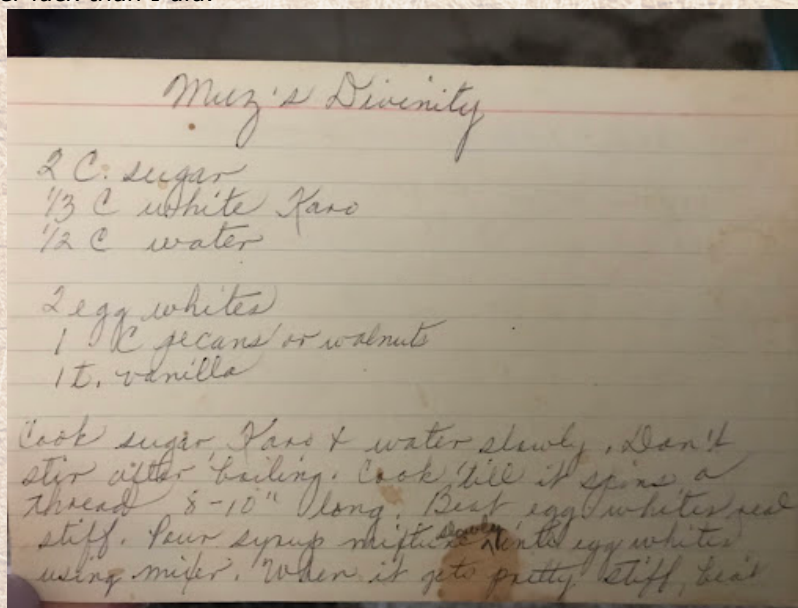 Muz's Divinity
2 C. sugar
1/3 C white Karo
1/2 C water
2 egg whites
1 C pecans or walnuts
1 t. vanilla
Cook sugar, Karo & water slowly. Don't
stir after boiling. Cook 'till it spins a
thread 8-10" long. Beat egg whites real
stiff. Pour syrup mixture slowly into egg whites
using mixer. When it gets pretty stiff, beat